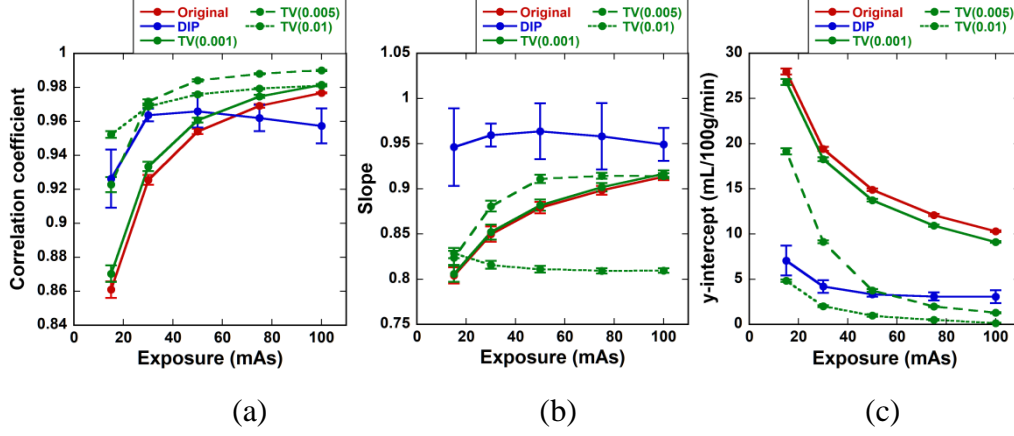 Original
DIP
TV(0.001)
TV(0.005)
TV(0.01)
Correlation coefficient
1
0.98
0.96
0.94
0.92
0.9
0.88
0.86
0.84
0 20 40 60 80 100
Exposure (mAs)
(a)
Original
DIP
TV(0.001)
TV(0.005)
TV(0.01)
Slope
1.05
1
0.95
0.9
0.85
0.8
0.75
0 20 40 60 80 100
Exposure (mAs)
(b)
Original
DIP
TV(0.001)
TV(0.005)
TV(0.01)
y-intercept (mL/100g/min)
30
25
20
15
10
5
0
0 20 40 60 80 100
Exposure (mAs)
(c)